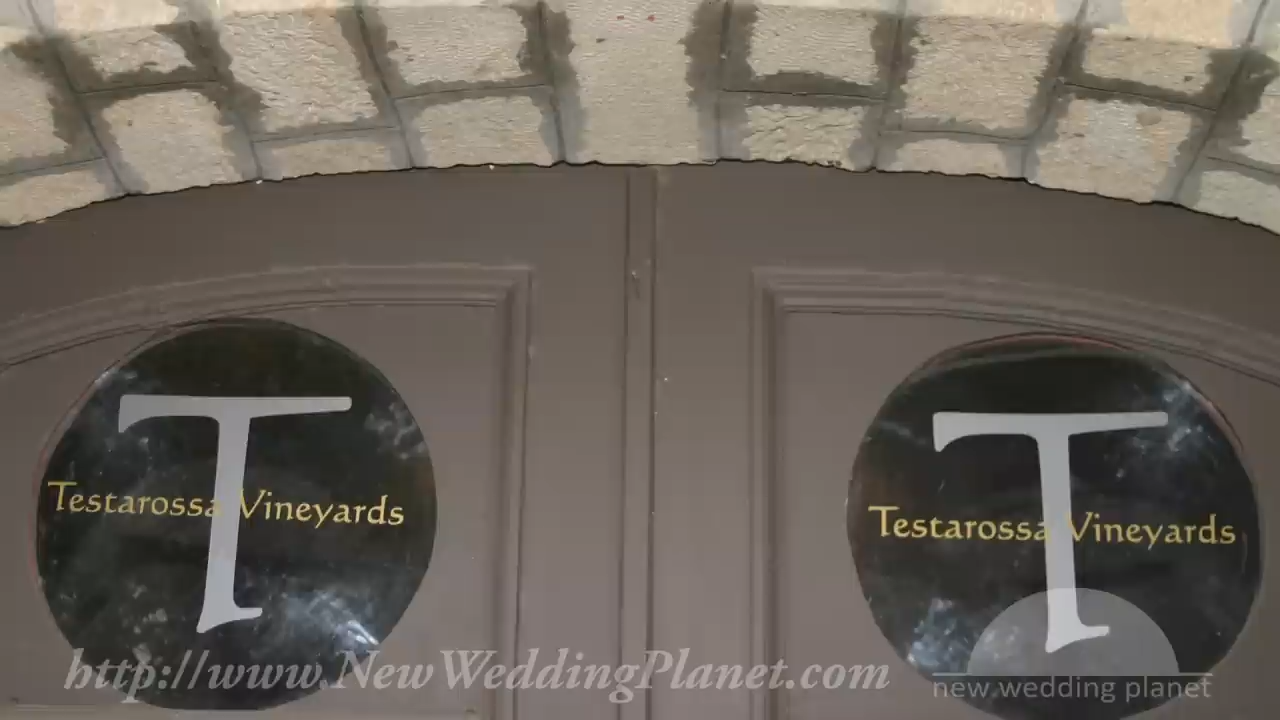 T
Testarossa Vineyards
T
Testarossa Vineyards
http://www.NewWeddingPlanet.com
new wedding planet